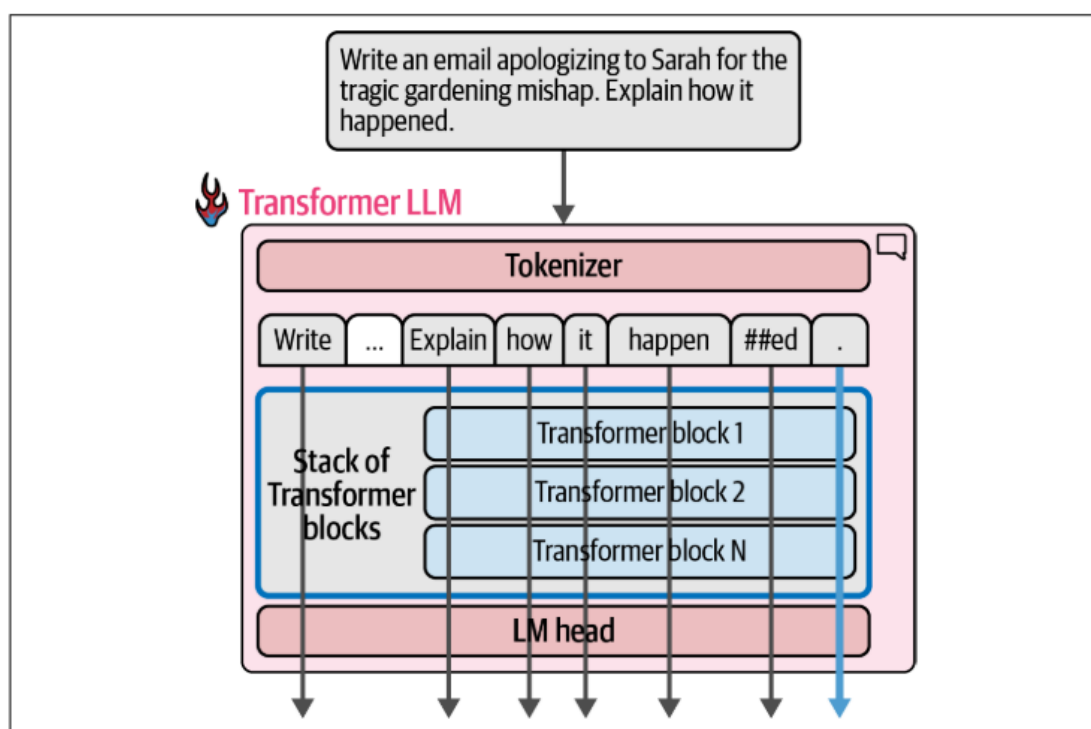 Write an email apologizing to Sarah for the
tragic gardening mishap. Explain how it
happened.
Transformer LLM
Tokenizer
Write ... Explain how it happen ##ed .
Stack of
Transformer
blocks
Transformer block 1
Transformer block 2
Transformer block N
LM head